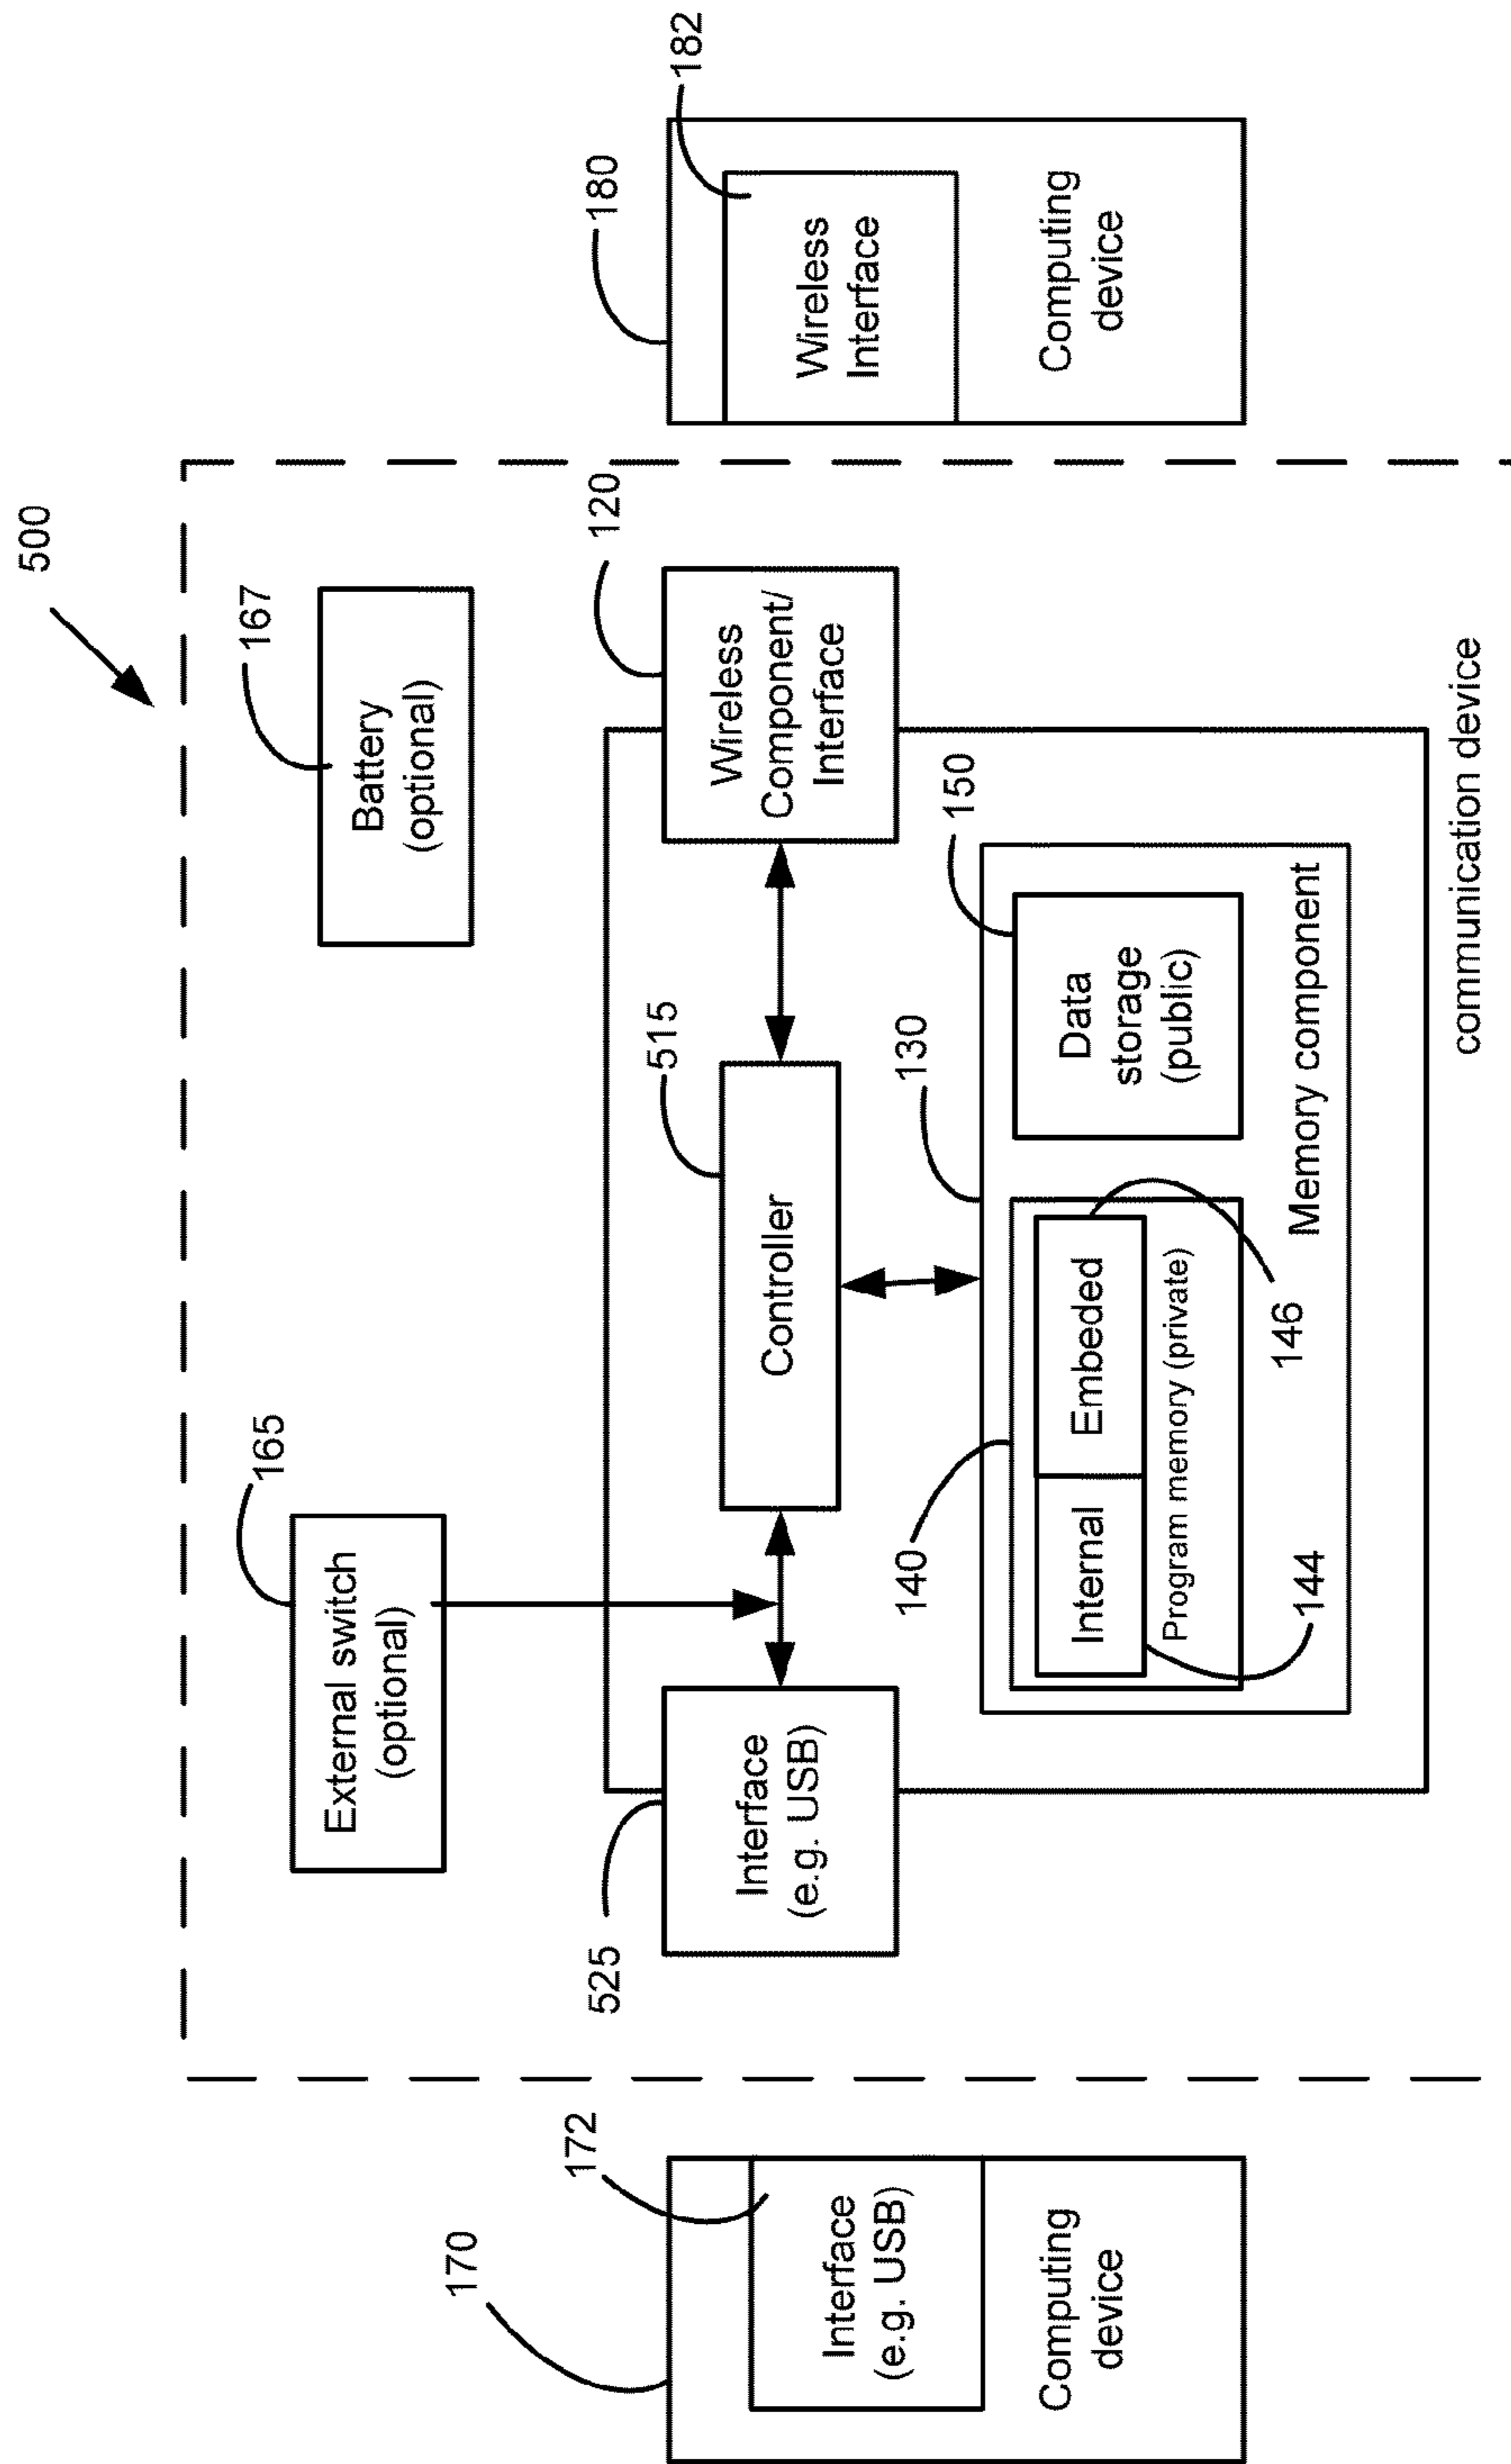 500
170
172
Interface
(e.g. USB)
Computing
device
165
External switch
(optional)
167
Battery
(optional)
525
Interface
(e.g. USB)
515
Controller
120
Wireless
Component/
Interface
130
140
Internal
Embeded
Program memory (private)
144
146
150
Data
storage
(public)
Memory component
communication device
180
182
Wireless
Interface
Computing
device